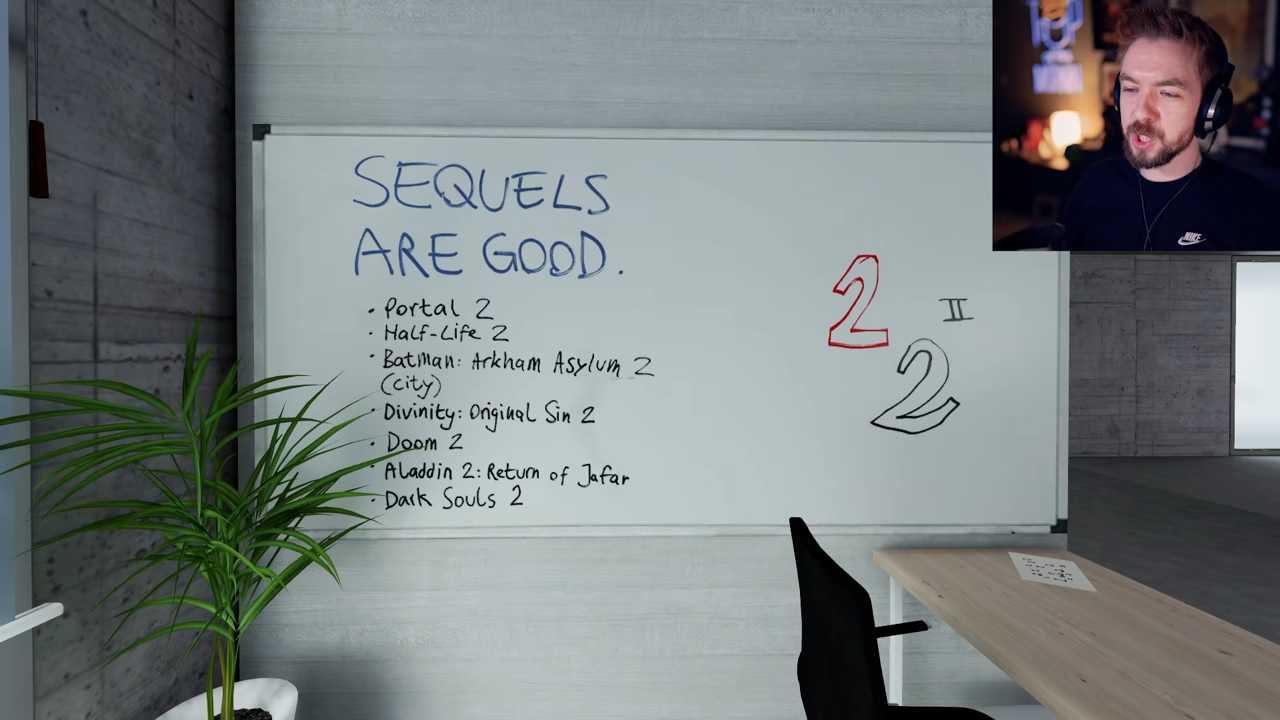 SEQUELS
ARE GOOD.
• Portal 2
• Half-Life 2
• Batman: Arkham Asylum 2
(city)
• Divinity: Original Sin 2
• Doom 2
• Aladdin 2: Return of Jafar
• Dark Souls 2
2
II
2
NIKE